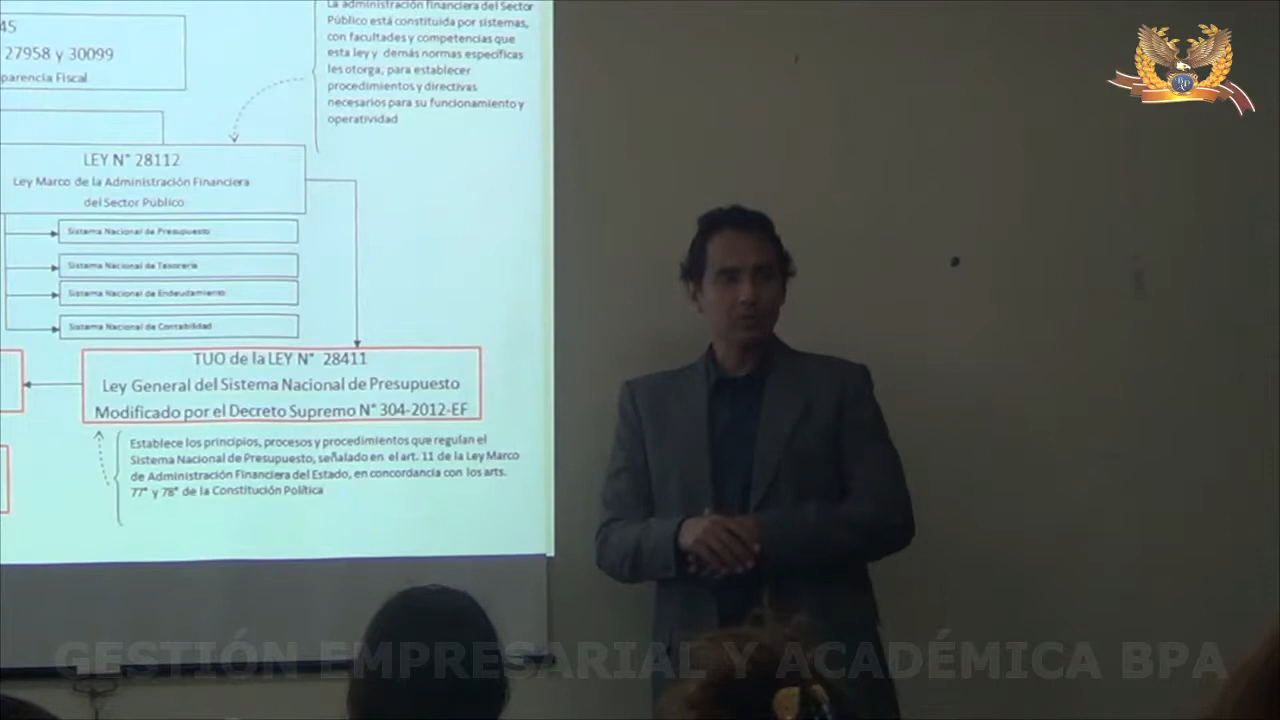 45
27958 y 30099
parencia Fiscal
La administración financiera del Sector
Público está constituida por sistemas,
con facultades y competencias que
esta ley y demás normas específicas
les otorga, para establecer
procedimientos y directivas
necesarios para su funcionamiento y
operatividad
LEY N° 28112
Ley Marco de la Administración Financiera
del Sector Público
Sistema Nacional de Presupuesto
Sistema Nacional de Tesorería
Sistema Nacional de Endeudamiento
Sistema Nacional de Contabilidad
TUO de la LEY N° 28411
Ley General del Sistema Nacional de Presupuesto
Modificado por el Decreto Supremo N° 304-2012-EF
Establece los principios, procesos y procedimientos que regulan el
Sistema Nacional de Presupuesto, señalado en el art. 11 de la Ley Marco
de Administración Financiera del Estado, en concordancia con los arts.
77° y 78° de la Constitución Política
GESTIÓN EMPRESARIAL Y ACADÉMICA BPA